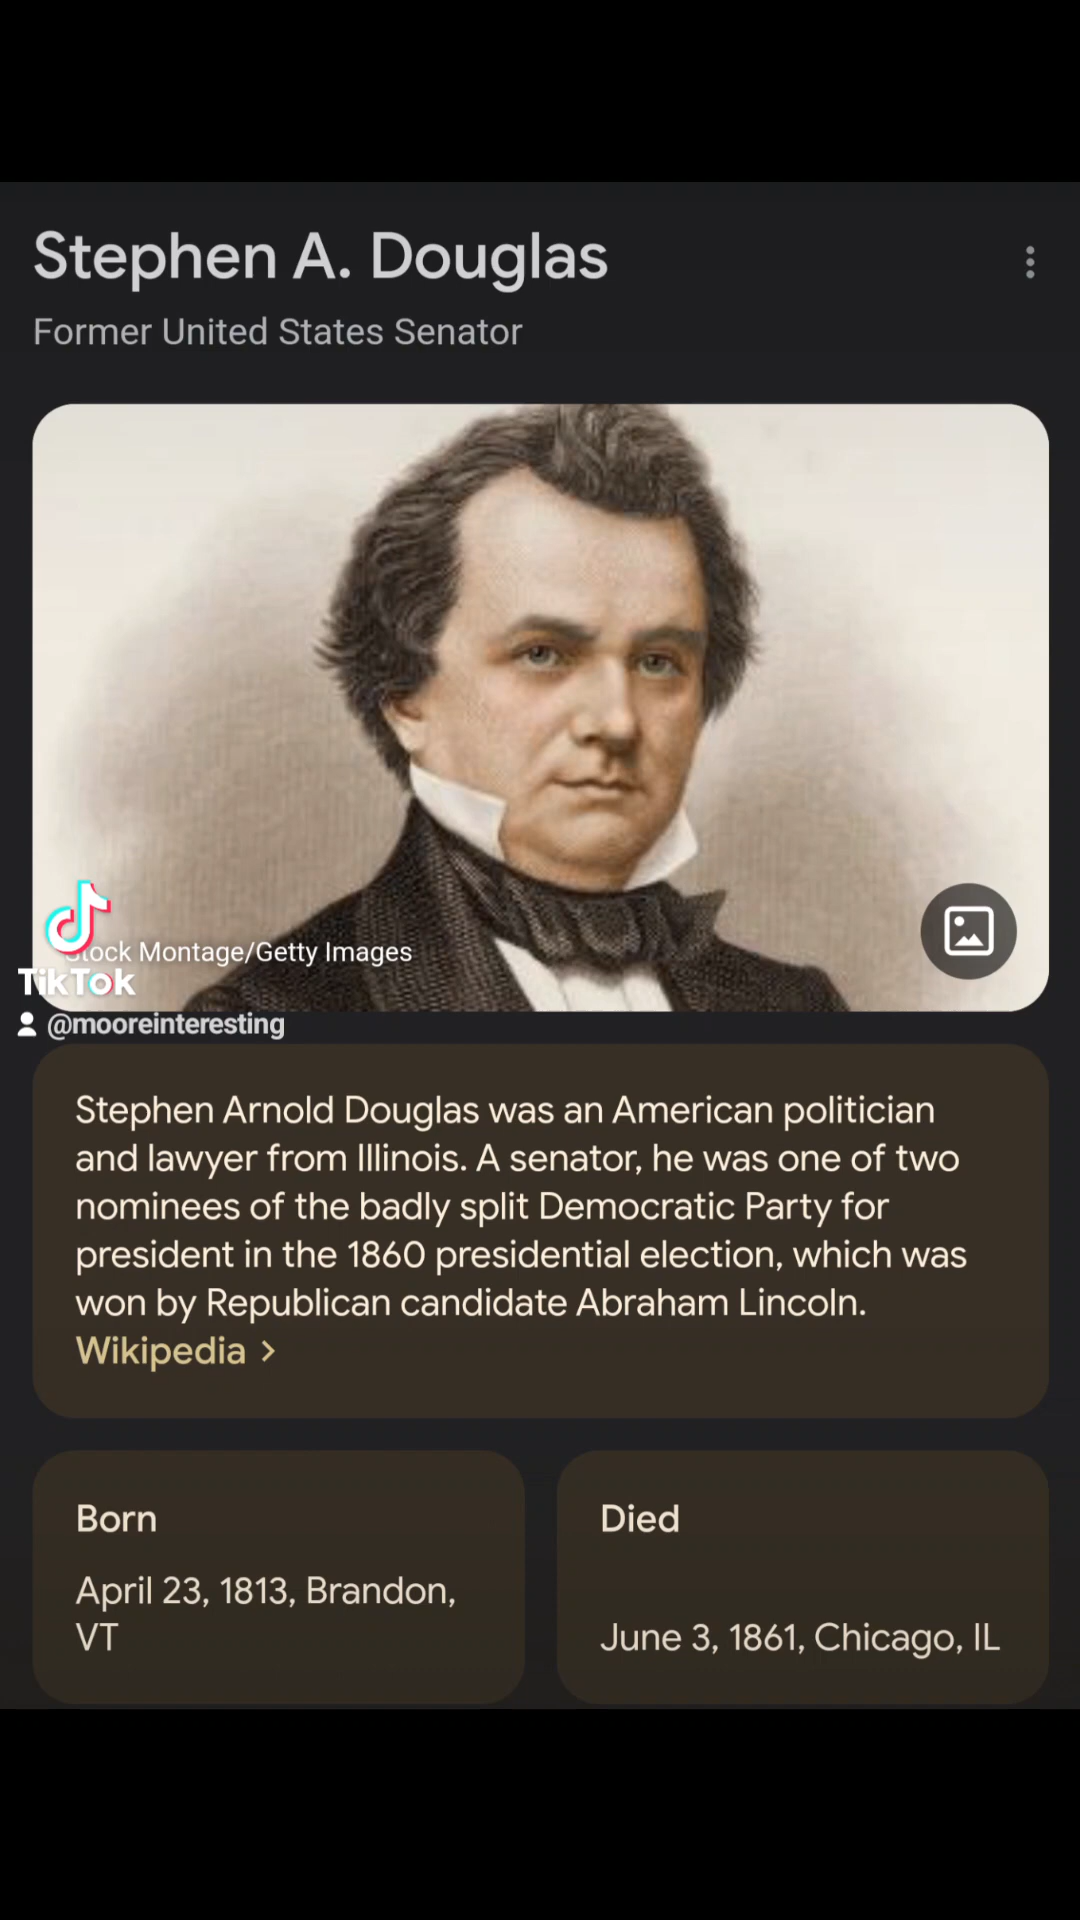 Stephen A. Douglas
Former United States Senator
Stock Montage/Getty Images
TikTok
@mooreinteresting
Stephen Arnold Douglas was an American politician
and lawyer from Illinois. A senator, he was one of two
nominees of the badly split Democratic Party for
president in the 1860 presidential election, which was
won by Republican candidate Abraham Lincoln.
Wikipedia >
Born
April 23, 1813, Brandon,
VT
Died
June 3, 1861, Chicago, IL